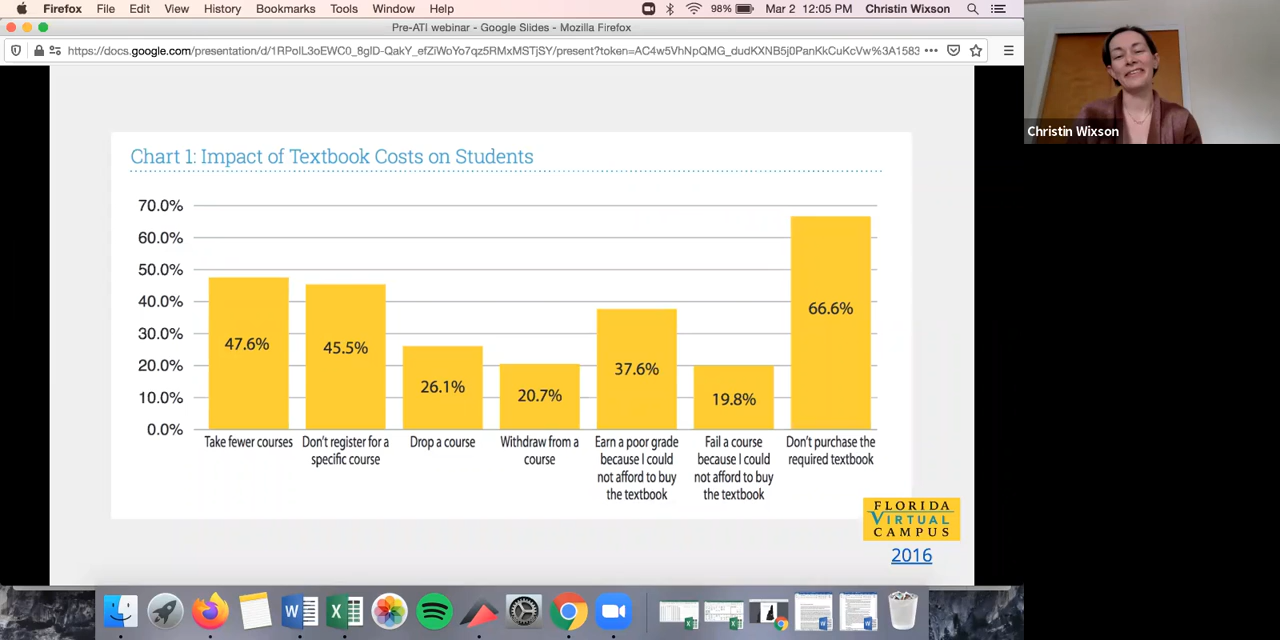 Firefox File Edit View History Bookmarks Tools Window Help 98% Mar 2 12:05 PM Christin Wixson
Pre-ATI webinar - Google Slides - Mozilla Firefox
Christin Wixson
Chart 1: Impact of Textbook Costs on Students
70.0%
60.0%
50.0%
40.0%
30.0%
20.0%
10.0%
0.0%
47.6%
45.5%
26.1%
20.7%
37.6%
19.8%
66.6%
Take fewer courses
Don't register for a
specific course
Drop a course
Withdraw from a
course
Earn a poor grade
because I could
not afford to buy
the textbook
Fail a course
because I could
not afford to buy
the textbook
Don't purchase the
required textbook
FLORIDA
VIRTUAL
CAMPUS
2016